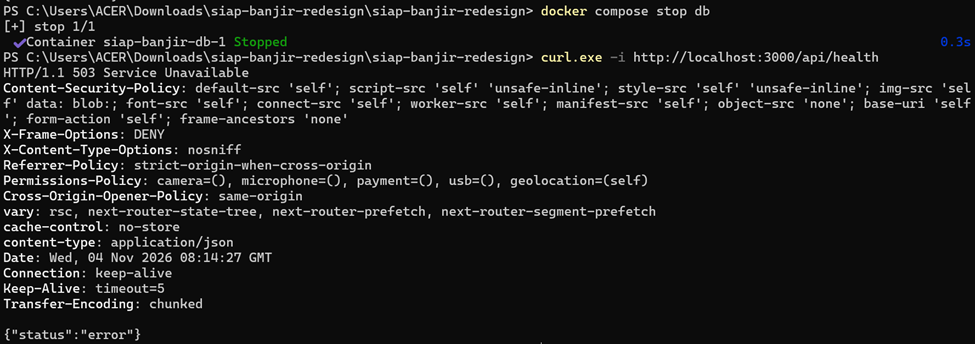 PS C:\Users\ACER\Downloads\siap-banjir-redesign\siap-banjir-redesign> docker compose stop db
[+] stop 1/1
✔Container siap-banjir-db-1 Stopped 0.3s
PS C:\Users\ACER\Downloads\siap-banjir-redesign\siap-banjir-redesign> curl.exe -i http://localhost:3000/api/health
HTTP/1.1 503 Service Unavailable
Content-Security-Policy: default-src 'self'; script-src 'self' 'unsafe-inline'; style-src 'self' 'unsafe-inline'; img-src 'sel
f' data: blob:; font-src 'self'; connect-src 'self'; worker-src 'self'; manifest-src 'self'; object-src 'none'; base-uri 'self
'; form-action 'self'; frame-ancestors 'none'
X-Frame-Options: DENY
X-Content-Type-Options: nosniff
Referrer-Policy: strict-origin-when-cross-origin
Permissions-Policy: camera=(), microphone=(), payment=(), usb=(), geolocation=(self)
Cross-Origin-Opener-Policy: same-origin
vary: rsc, next-router-state-tree, next-router-prefetch, next-router-segment-prefetch
cache-control: no-store
content-type: application/json
Date: Wed, 04 Nov 2026 08:14:27 GMT
Connection: keep-alive
Keep-Alive: timeout=5
Transfer-Encoding: chunked

{"status":"error"}